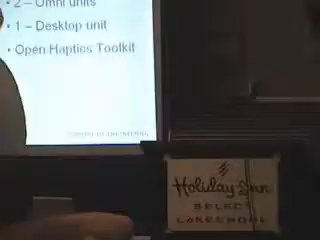 • 2 – Omni units
• 1 – Desktop unit
• Open Haptics Toolkit
Holiday Inn
SELECT
LAKESHORE